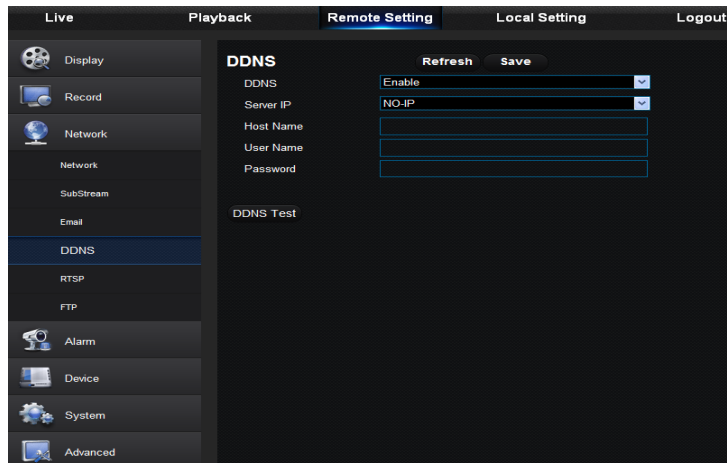 Live Playback Remote Setting Local Setting Logout
Display
Record
Network
Network
SubStream
Email
DDNS
RTSP
FTP
Alarm
Device
System
Advanced
DDNS Refresh Save
DDNS Enable
Server IP NO-IP
Host Name
User Name
Password
DDNS Test